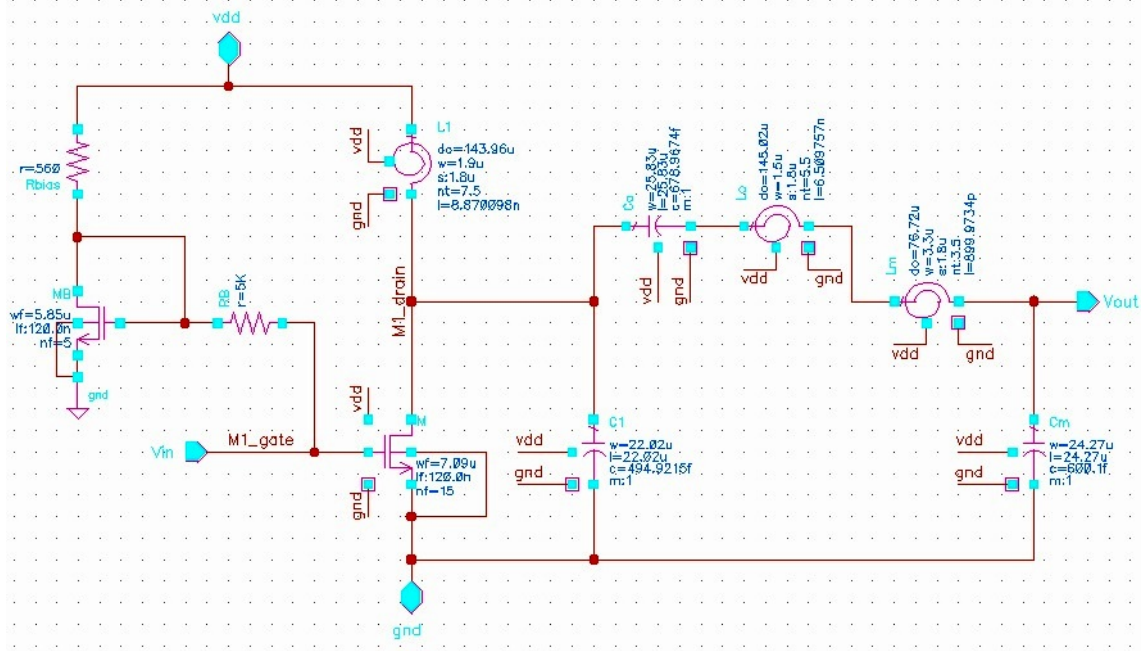 vdd
r=560
Rbias
vdd
gnd
L1
do=143.96u
w=1.9u
s:1.8u
nt=7.5
l=8.870098n
Co
w=25.83u
l=25.83u
c=678.9674f
m:1
vdd
gnd
do=145.02u
w=1.5u
s:1.8u
nt=5.5
l=6.509757n
vdd
gnd
Lm
do=76.72u
w=3.3u
s:1.8u
nt:3.5
l=899.9734p
vdd
gnd
Vout
MB
wf=5.85u
lf:120.0n
nf=5
gnd
RB
r=5K
M1_drain
Vin
M1_gate
vdd
gnd
M
wf=7.09u
lf:120.0n
nf=15
C1
w=22.02u
l=22.02u
c=494.9215f
m:1
vdd
gnd
Cm
w=24.27u
l=24.27u
c=600.1f
m:1
vdd
gnd
gnd